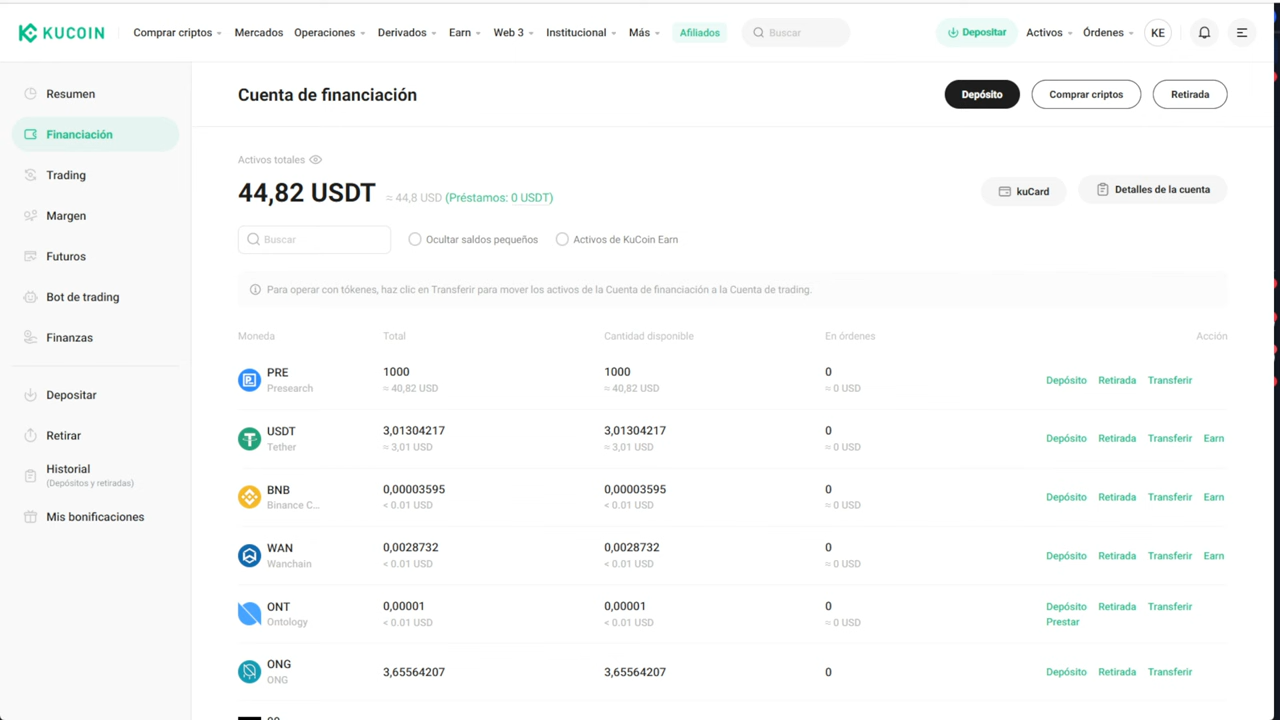 KUCOIN Comprar criptos Mercados Operaciones Derivados Earn Web 3 Institucional Más Afiliados Buscar Depositar Activos Órdenes KE
Resumen
Financiación
Trading
Margen
Futuros
Bot de trading
Finanzas
Depositar
Retirar
Historial
(Depósitos y retiradas)
Mis bonificaciones
Cuenta de financiación Depósito Comprar criptos Retirada
Activos totales
44,82 USDT ≈ 44,8 USD (Préstamos: 0 USDT) kuCard Detalles de la cuenta
Buscar Ocultar saldos pequeños Activos de KuCoin Earn
Para operar con tókenes, haz clic en Transferir para mover los activos de la Cuenta de financiación a la Cuenta de trading.
Moneda Total Cantidad disponible En órdenes Acción
PRE 1000 1000 0
Presearch ≈ 40,82 USD ≈ 40,82 USD ≈ 0 USD
Depósito Retirada Transferir
USDT 3,01304217 3,01304217 0
Tether ≈ 3,01 USD ≈ 3,01 USD ≈ 0 USD
Depósito Retirada Transferir Earn
BNB 0,00003595 0,00003595 0
Binance C... < 0.01 USD < 0.01 USD ≈ 0 USD
Depósito Retirada Transferir Earn
WAN 0,0028732 0,0028732 0
Wanchain < 0.01 USD < 0.01 USD ≈ 0 USD
Depósito Retirada Transferir Earn
ONT 0,00001 0,00001 0
Ontology < 0.01 USD < 0.01 USD ≈ 0 USD
Depósito Retirada Transferir
Prestar
ONG 3,65564207 3,65564207 0
ONG
Depósito Retirada Transferir